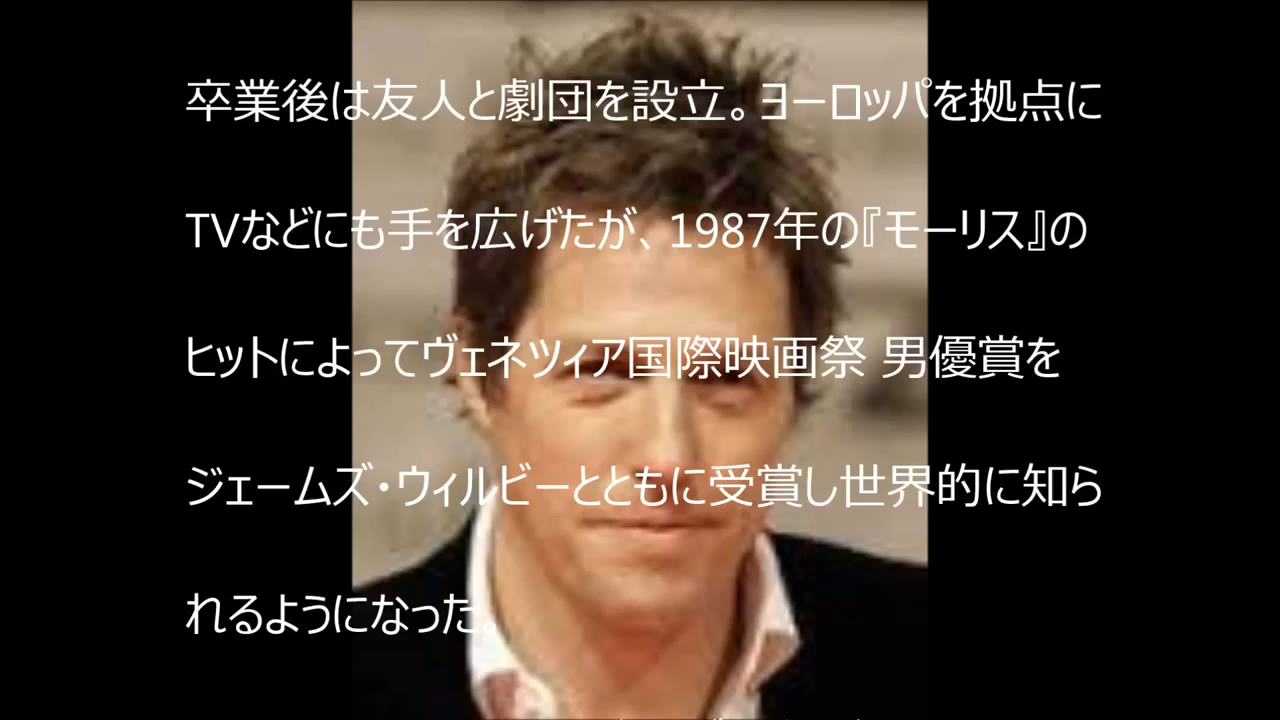 卒業後は友人と劇団を設立。ヨーロッパを拠点に
TVなどにも手を広げたが、1987年の『モーリス』の
ヒットによってヴェネツィア国際映画祭 男優賞を
ジェームズ・ウィルビーとともに受賞し世界的に知ら
れるようになった。